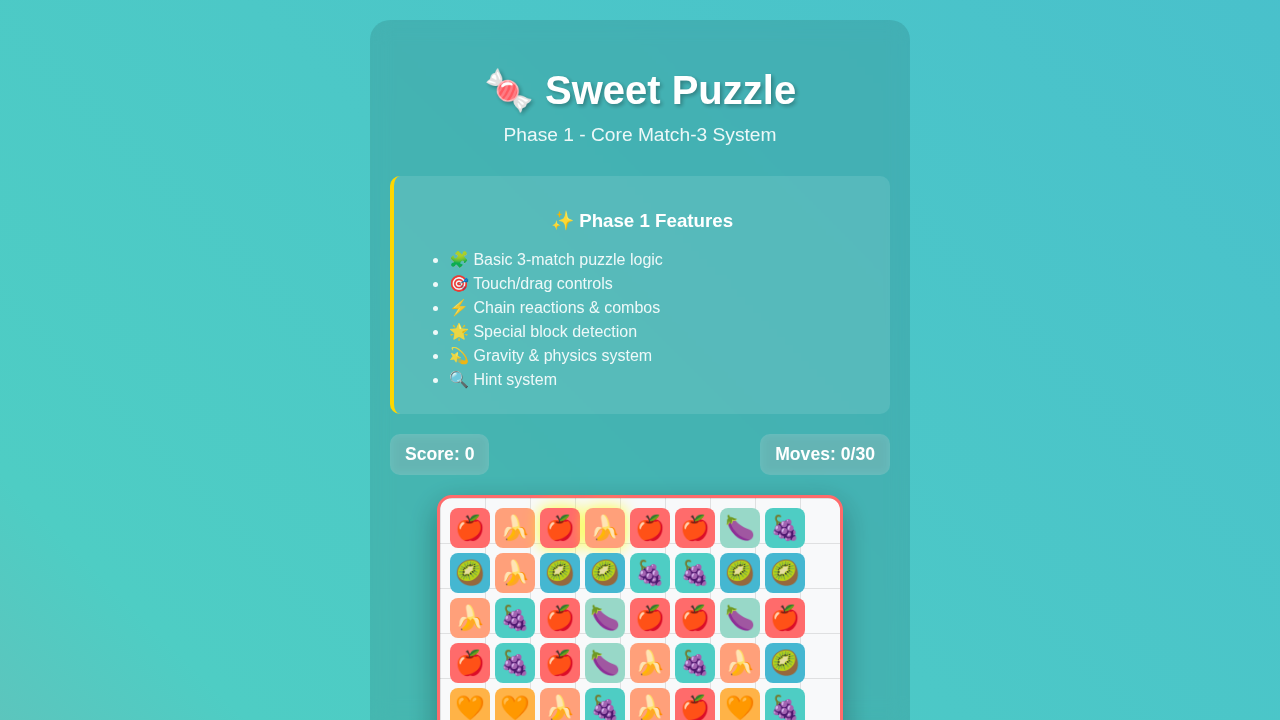 🍬 Sweet Puzzle
Phase 1 - Core Match-3 System
✨ Phase 1 Features
• 🧩 Basic 3-match puzzle logic
• 🎯 Touch/drag controls
• ⚡ Chain reactions & combos
• 🌟 Special block detection
• 💫 Gravity & physics system
• 🔍 Hint system
Score: 0
Moves: 0/30